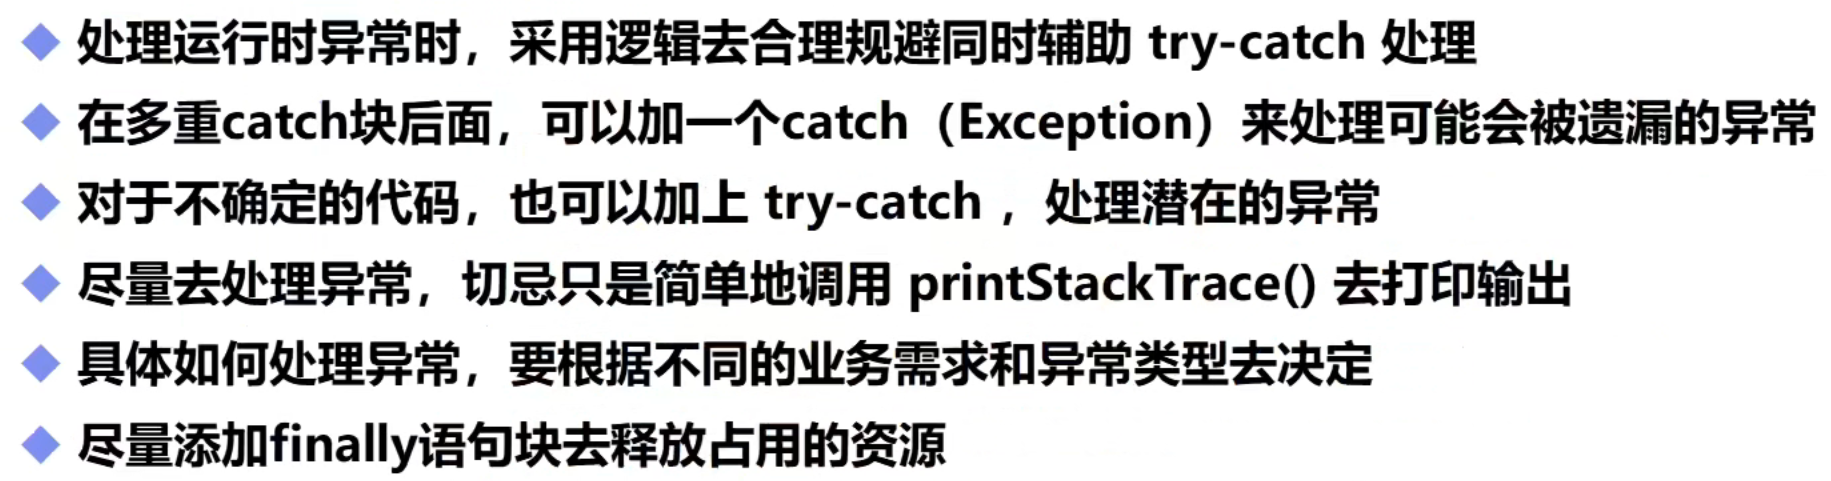 处理运行时异常时，采用逻辑去合理规避同时辅助 try-catch 处理
在多重catch块后面，可以加一个catch（Exception）来处理可能会被遗漏的异常
对于不确定的代码，也可以加上 try-catch ，处理潜在的异常
尽量去处理异常，切忌只是简单地调用 printStackTrace() 去打印输出
具体如何处理异常，要根据不同的业务需求和异常类型去决定
尽量添加finally语句块去释放占用的资源